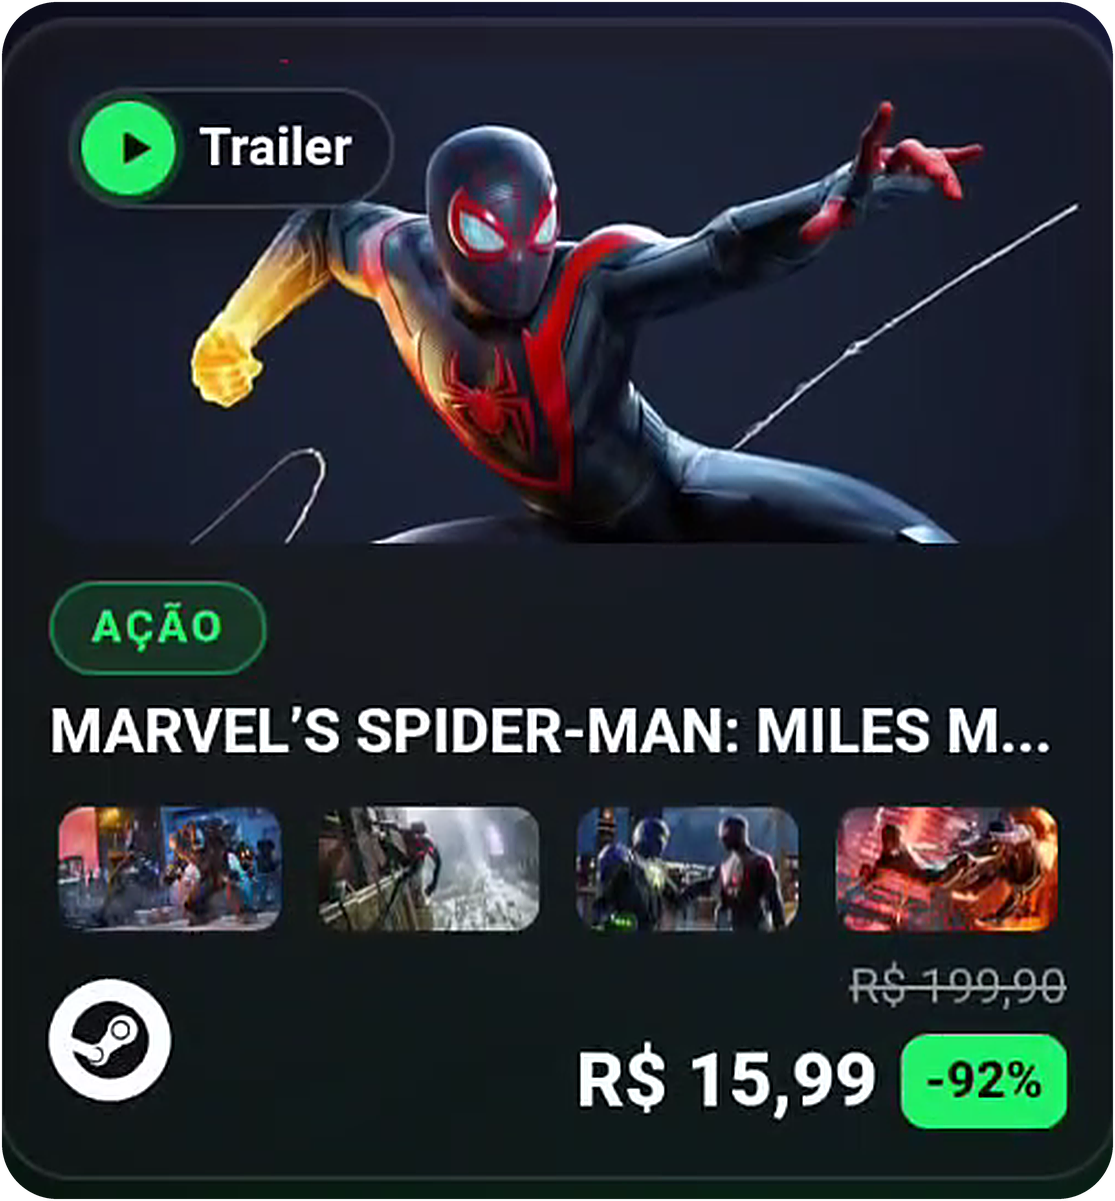 Trailer
AÇÃO
MARVEL’S SPIDER-MAN: MILES M...
R$ 199,90
R$ 15,99
-92%